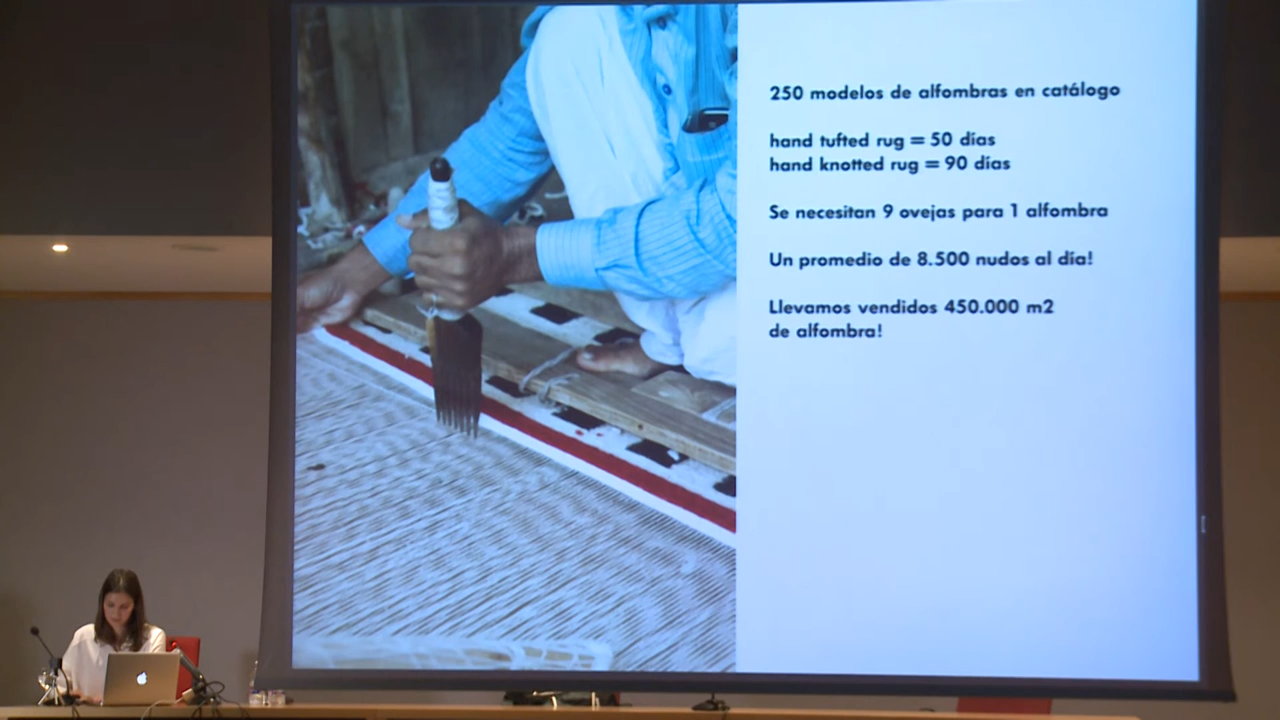 250 modelos de alfombras en catálogo
hand tufted rug = 50 días
hand knotted rug = 90 días
Se necesitan 9 ovejas para 1 alfombra
Un promedio de 8.500 nudos al día!
Llevamos vendidos 450.000 m2
de alfombra!